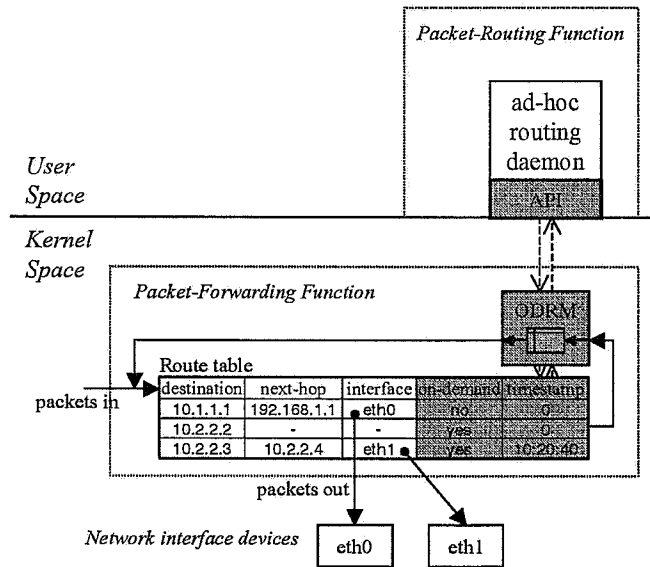 Packet-Routing Function
ad-hoc
routing
daemon
API
User
Space
Kernel
Space
Packet-Forwarding Function
ODRM
Route table
packets in
destination next-hop interface on-demand timestamp
10.1.1.1 192.168.1.1 eth0 no 0
10.2.2.2 - - yes 0
10.2.2.3 10.2.2.4 eth1 yes 10:20:40
packets out
Network interface devices
eth0 eth1